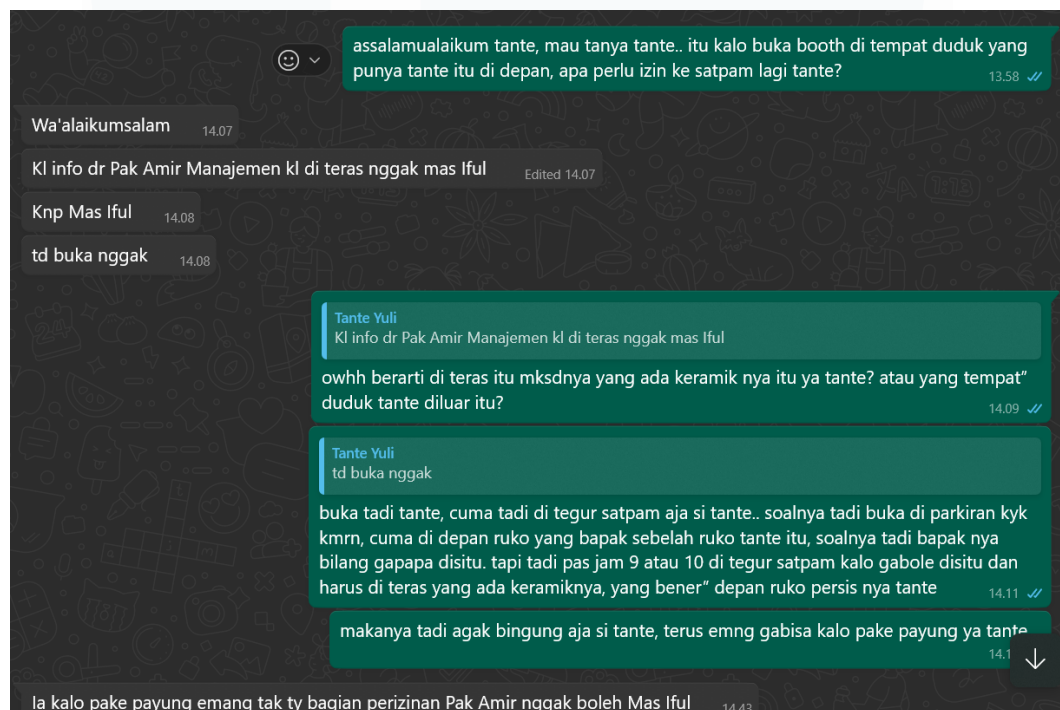 assalamualaikum tante, mau tanya tante.. itu kalo buka booth di tempat duduk yang
punya tante itu di depan, apa perlu izin ke satpam lagi tante?
13.58
Wa'alaikumsalam 14.07
Kl info dr Pak Amir Manajemen kl di teras nggak mas Iful Edited 14.07
Knp Mas Iful 14.08
td buka nggak 14.08
Tante Yuli
Kl info dr Pak Amir Manajemen kl di teras nggak mas Iful
owhh berarti di teras itu mksdnya yang ada keramik nya itu ya tante? atau yang tempat”
duduk tante diluar itu?
14.09
Tante Yuli
td buka nggak
buka tadi tante, cuma tadi di tegur satpam aja si tante.. soalnya tadi buka di parkiran kyk
kmrn, cuma di depan ruko yang bapak sebelah ruko tante itu, soalnya tadi bapak nya
bilang gapapa disitu. tapi tadi pas jam 9 atau 10 di tegur satpam kalo gabole disitu dan
harus di teras yang ada keramiknya, yang bener” depan ruko persis nya tante
14.11
makanya tadi agak bingung aja si tante, terus emng gabisa kalo pake payung ya tante
Ia kalo pake payung emang tak ty bagian perizinan Pak Amir nggak boleh Mas Iful 14.43